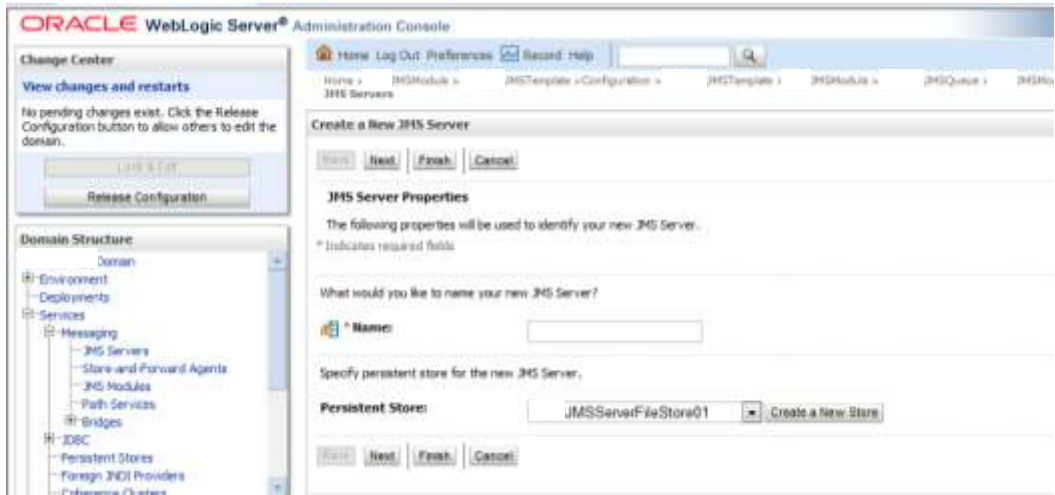 ORACLE WebLogic Server® Administration Console
Change Center
View changes and restarts
No pending changes exist. Click the Release
Configuration button to allow others to edit the
domain.
Lock & Edit
Release Configuration
Domain Structure
Domain
Environment
Deployments
Services
Messaging
JMS Servers
Store-and-Forward Agents
JMS Modules
Path Services
Bridges
JDBC
Persistent Stores
Foreign JNDI Providers
Coherence Clusters
Home Log Out Preferences Record Help
Home > JMSModule > JMSTemplate >Configuration > JMSTemplate > JMSModule > JMSQueue >
JMS Servers
Create a New JMS Server
Back Next Finish Cancel
JMS Server Properties
The following properties will be used to identify your new JMS Server.
* Indicates required fields
What would you like to name your new JMS Server?
* Name:
Specify persistent store for the new JMS Server.
Persistent Store: JMSServerFileStore01 Create a New Store
Back Next Finish Cancel